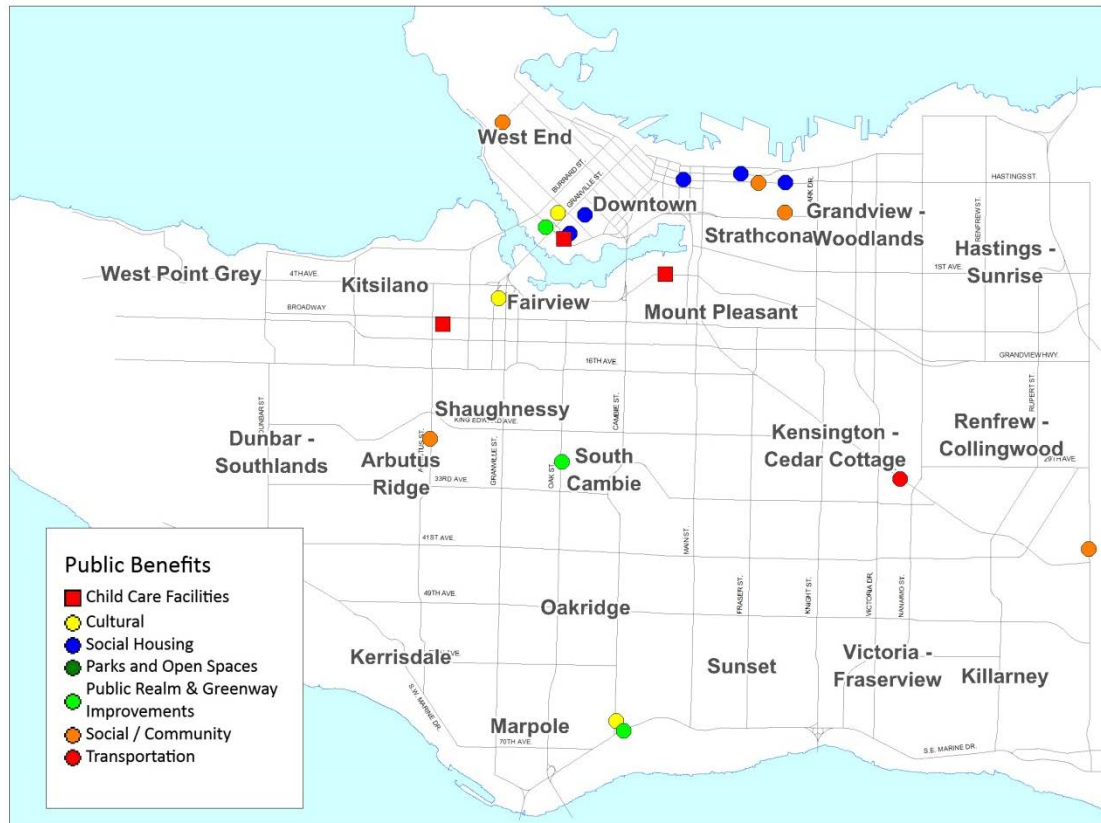 West End
BURRARD ST.
GRANVILLE ST.
Downtown
HASTINGS ST.
ARK DR.
Strathcona
Grandview -
Woodlands
RENFREW ST.
Hastings -
Sunrise
1ST AVE.
West Point Grey
4TH AVE.
Kitsilano
BROADWAY
Fairview
Mount Pleasant
16TH AVE.
GRANDVIEW HWY.
RUPERT ST.
DUNBAR ST.
Shaughnessy
CAMBIE ST.
Dunbar -
Southlands
Arbutus
Ridge
GRANVILLE ST.
33RD AVE.
OAK ST.
South
Cambie
Kensington -
Cedar Cottage
Renfrew -
Collingwood
29TH AVE.
41ST AVE.
MAIN ST.
49TH AVE.
FRASER ST.
KNIGHT ST.
VICTORIA DR.
NANAIMO ST.
Oakridge
Kerrisdale
AVE.
Sunset
Victoria -
Fraserview
Killarney
S.W. MARINE DR.
Marpole
70TH AVE.
S.E. MARINE DR.
Public Benefits
Child Care Facilities
Cultural
Social Housing
Parks and Open Spaces
Public Realm & Greenway
Improvements
Social / Community
Transportation